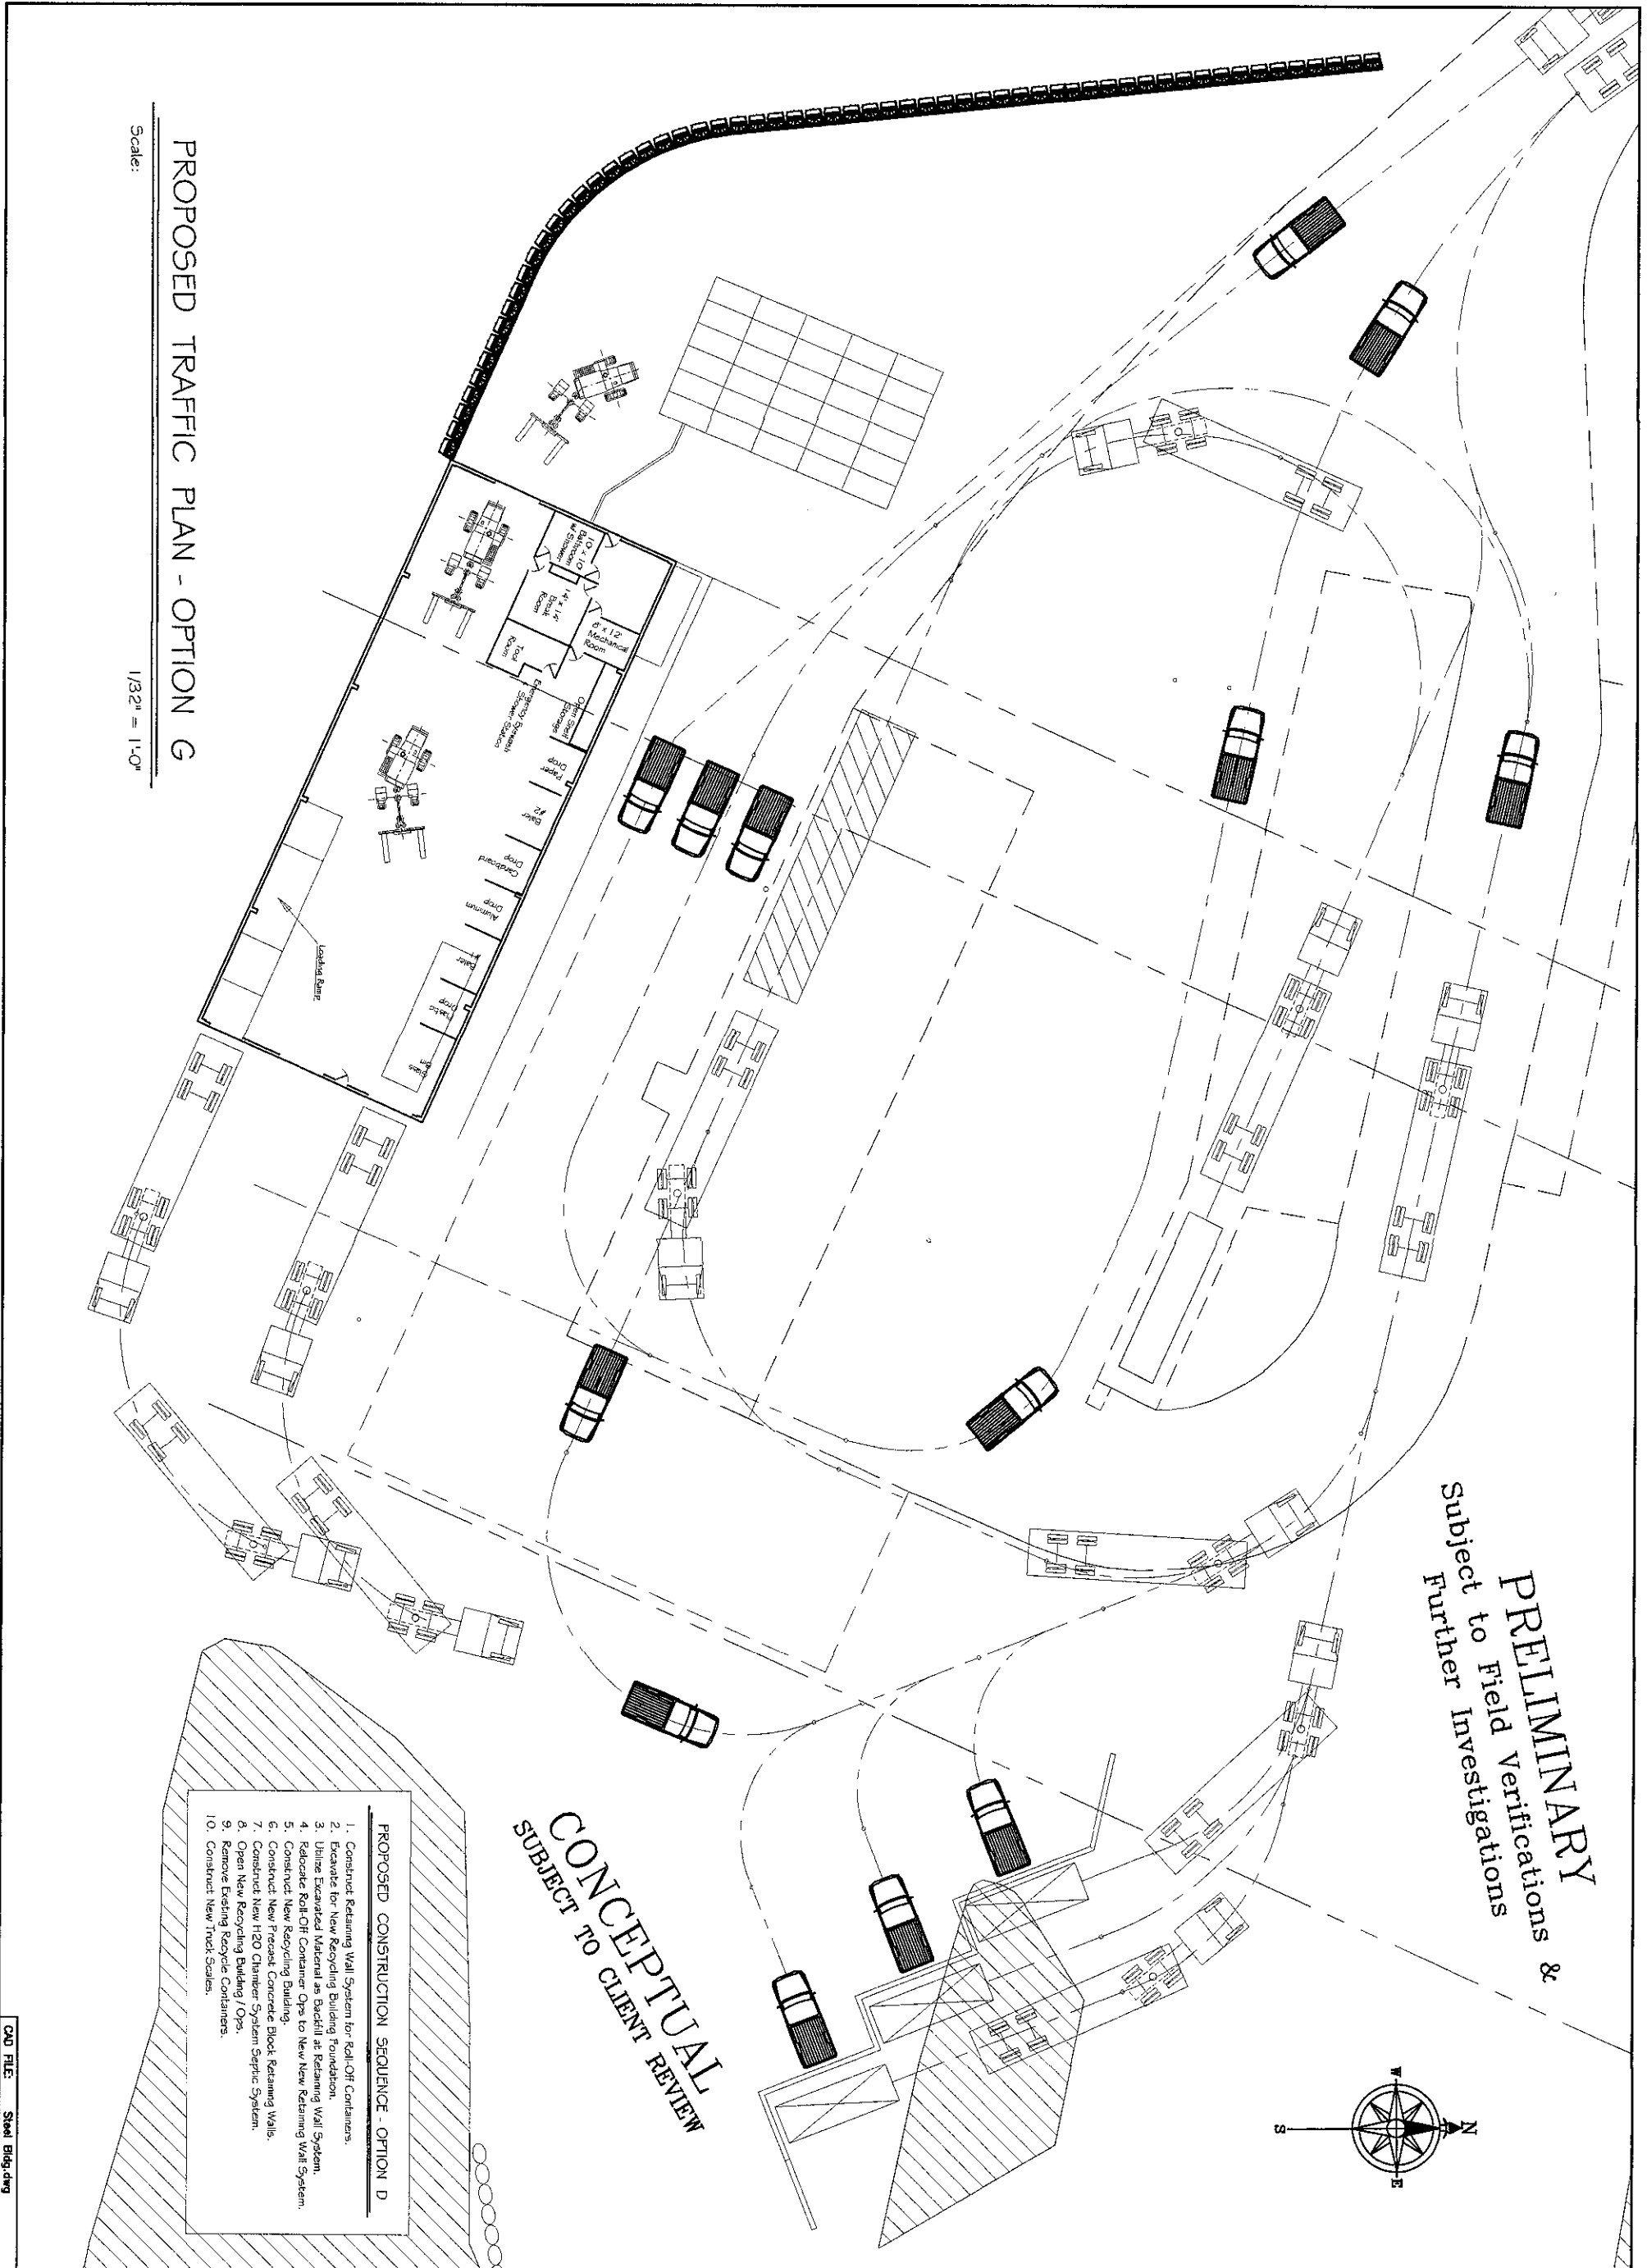 PROPOSED TRAFFIC PLAN - OPTION G
Scale:
1/32" = 1'-0"
10' x 10'
Bathroom
w/ Shower
14' x 14'
Break
Room
8' x 12'
Mechanical
Room
Tool
Room
Emergency Eyewash
& Shower Station
Open Shelf
Storage
Paper
Drop
Baler
#2
Cardboard
Drop
Aluminum
Drop
Baler
Plastic
Drop
Glass
Loading Ramp
PRELIMINARY
Subject to Field Verifications &
Further Investigations
CONCEPTUAL
SUBJECT TO CLIENT REVIEW
N
W
E
S
PROPOSED CONSTRUCTION SEQUENCE - OPTION D
1. Construct Retaining Wall System for Roll-Off Containers.
2. Excavate for New Recycling Building Foundation.
3. Utilize Excavated Material as Backfill at Retaining Wall System.
4. Relocate Roll-Off Container Ops to New New Retaining Wall System.
5. Construct New Recycling Building.
6. Construct New Precast Concrete Block Retaining Walls.
7. Construct New H20 Chamber System Septic System.
8. Open New Recycling Building / Ops.
9. Remove Existing Recycle Containers.
10. Construct New Truck Scales.
CAD FILE: Steel Bldg.dwg